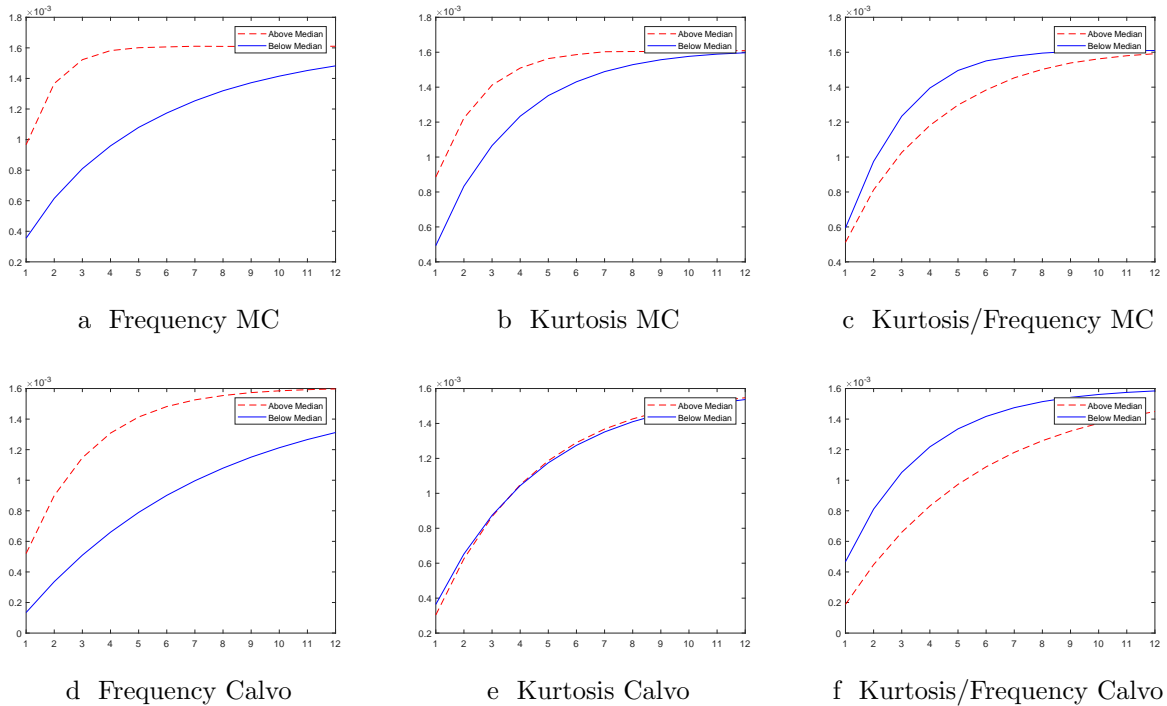 ×10⁻³
1.8
1.6
1.4
1.2
1
0.8
0.6
0.4
0.2
1 2 3 4 5 6 7 8 9 10 11 12
Above Median
Below Median
a Frequency MC
×10⁻³
1.8
1.6
1.4
1.2
1
0.8
0.6
0.4
1 2 3 4 5 6 7 8 9 10 11 12
Above Median
Below Median
b Kurtosis MC
×10⁻³
1.8
1.6
1.4
1.2
1
0.8
0.6
0.4
1 2 3 4 5 6 7 8 9 10 11 12
Above Median
Below Median
c Kurtosis/Frequency MC
×10⁻³
1.6
1.4
1.2
1
0.8
0.6
0.4
0.2
0
1 2 3 4 5 6 7 8 9 10 11 12
Above Median
Below Median
d Frequency Calvo
×10⁻³
1.6
1.4
1.2
1
0.8
0.6
0.4
0.2
1 2 3 4 5 6 7 8 9 10 11 12
Above Median
Below Median
e Kurtosis Calvo
×10⁻³
1.6
1.4
1.2
1
0.8
0.6
0.4
0.2
0
1 2 3 4 5 6 7 8 9 10 11 12
Above Median
Below Median
f Kurtosis/Frequency Calvo